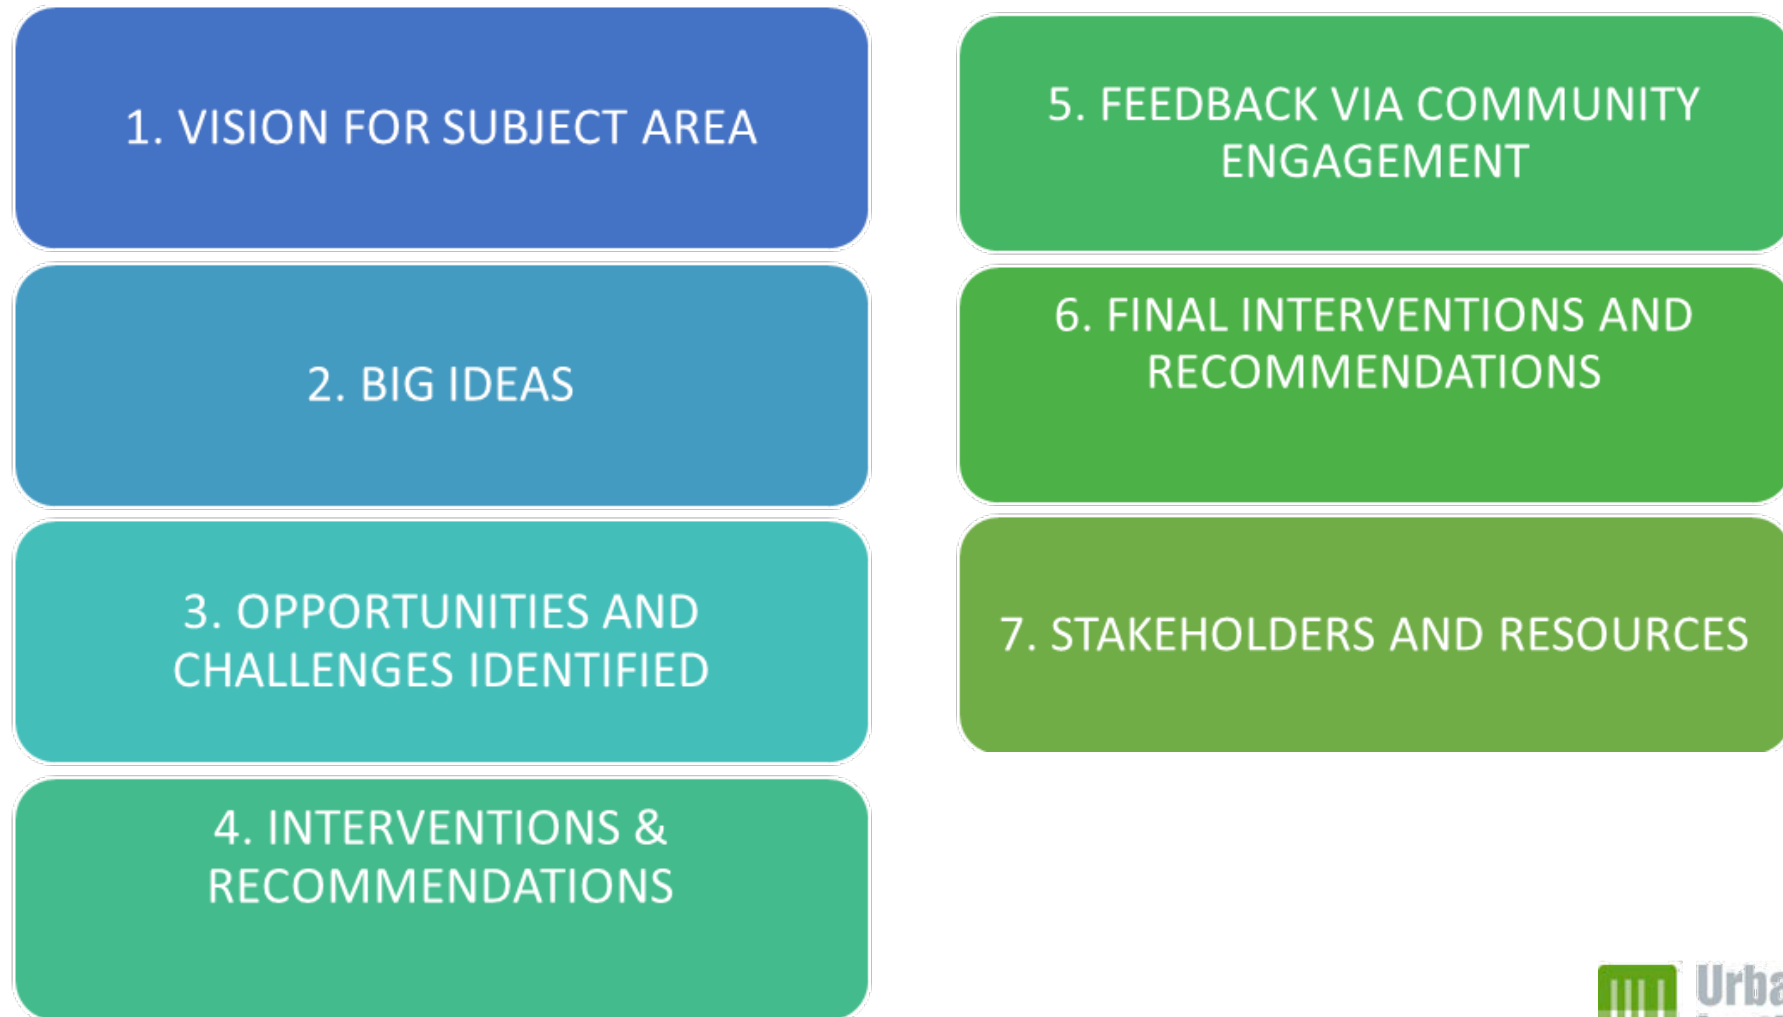 1. VISION FOR SUBJECT AREA
2. BIG IDEAS
3. OPPORTUNITIES AND
CHALLENGES IDENTIFIED
4. INTERVENTIONS &
RECOMMENDATIONS
5. FEEDBACK VIA COMMUNITY
ENGAGEMENT
6. FINAL INTERVENTIONS AND
RECOMMENDATIONS
7. STAKEHOLDERS AND RESOURCES